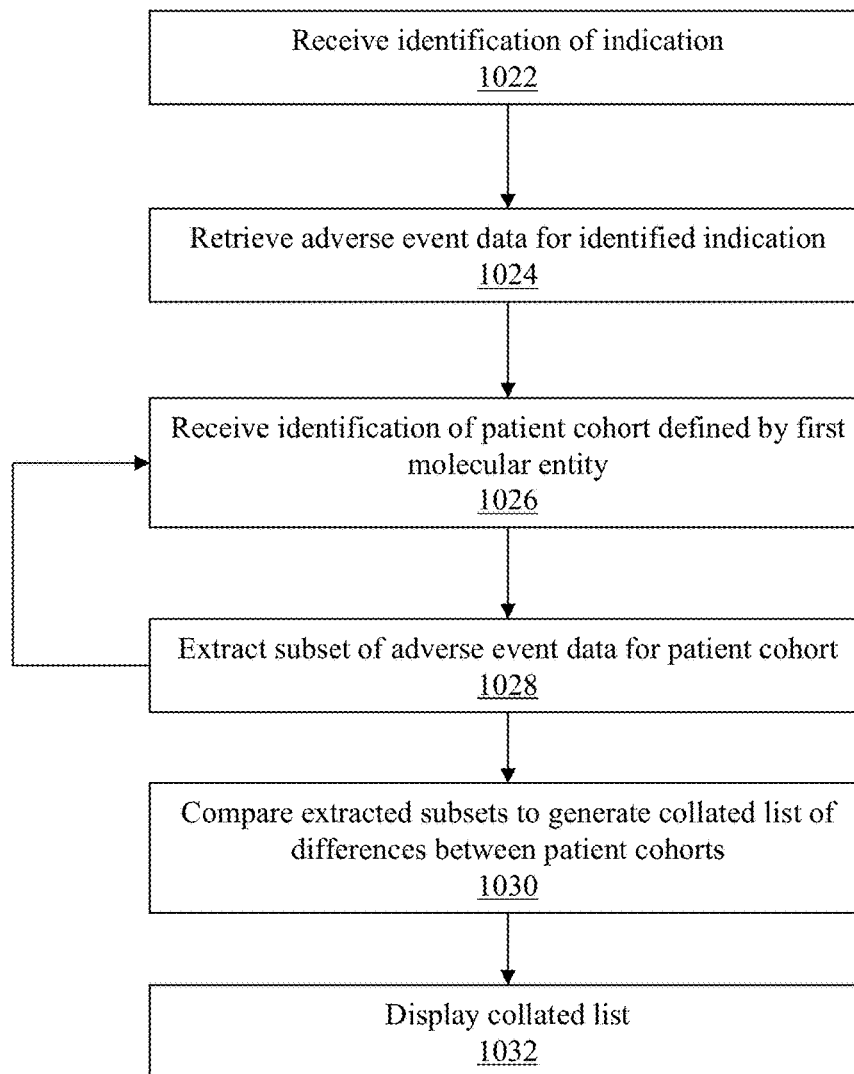 Receive identification of indication
1022
Retrieve adverse event data for identified indication
1024
Receive identification of patient cohort defined by first
molecular entity
1026
Extract subset of adverse event data for patient cohort
1028
Compare extracted subsets to generate collated list of
differences between patient cohorts
1030
Display collated list
1032